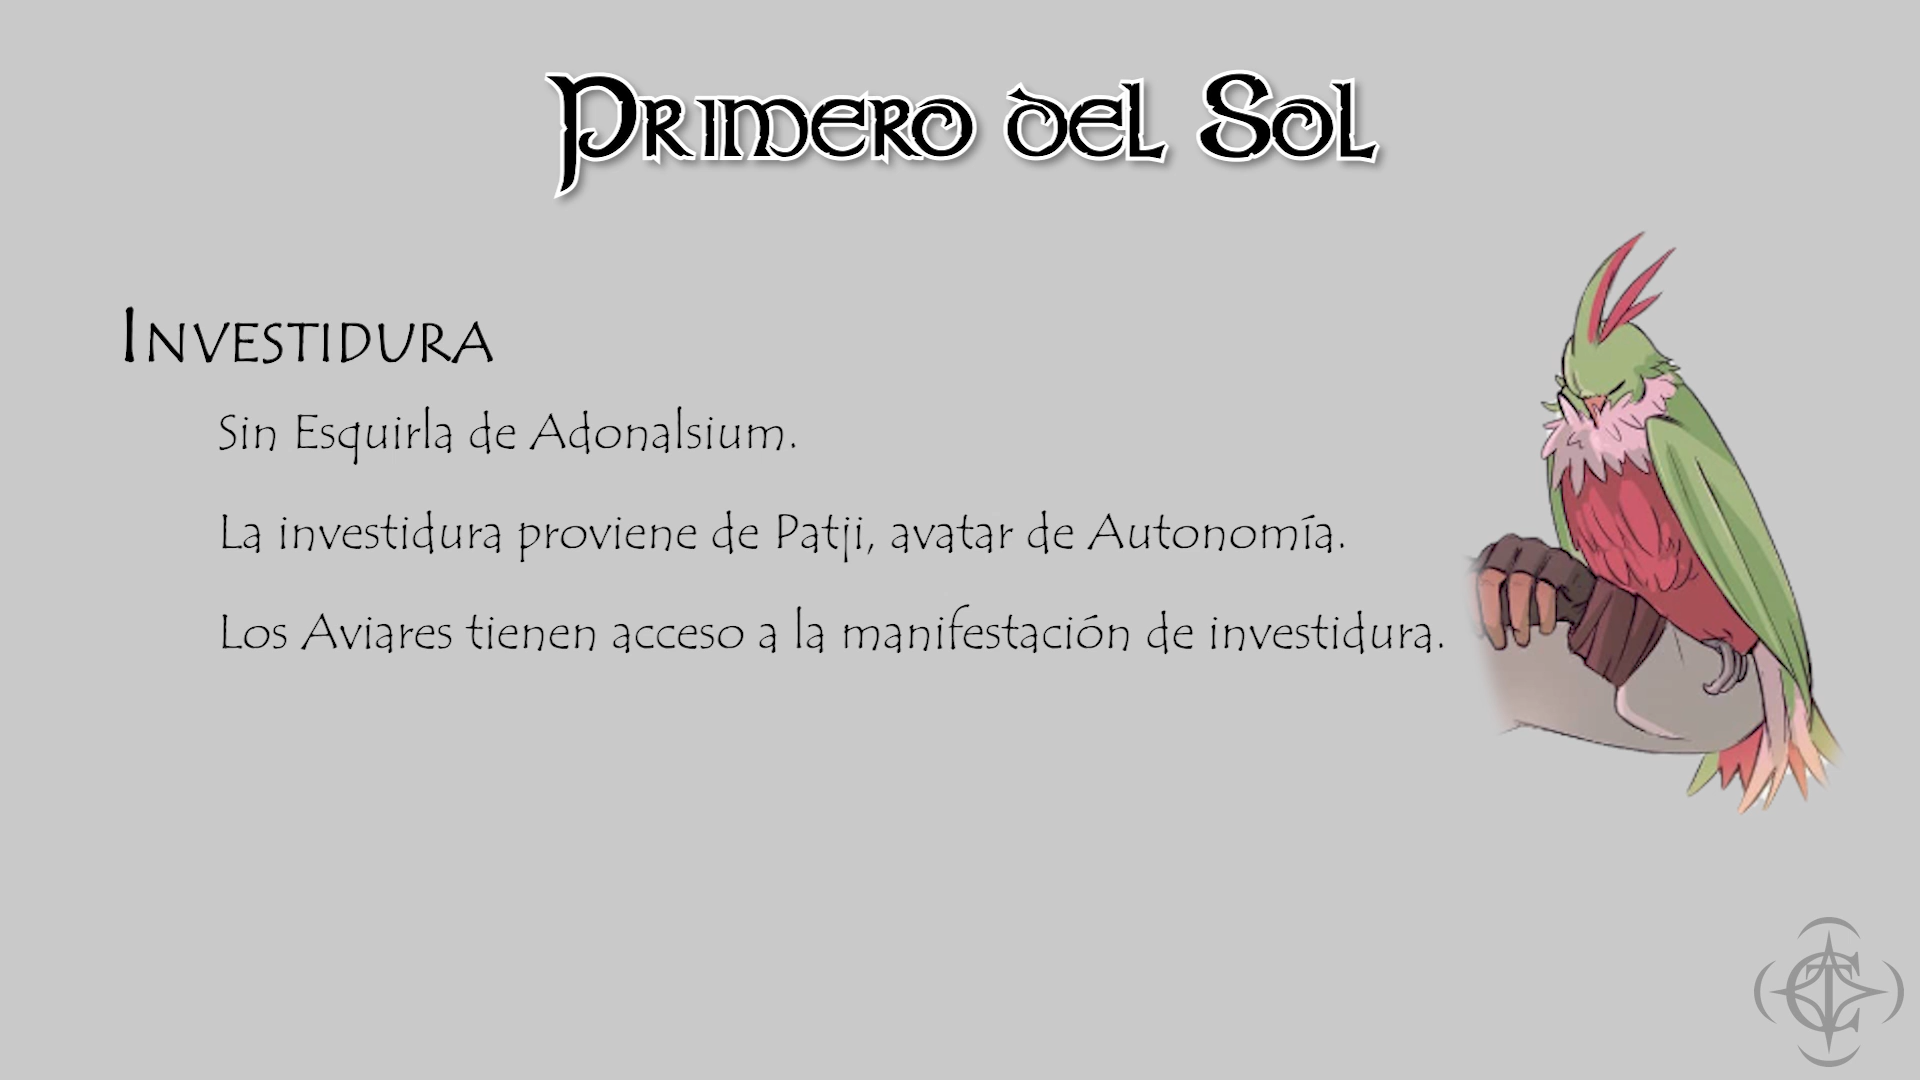 Primero del Sol
Investidura
Sin Esquirla de Adonalsium.
La investidura proviene de Patji, avatar de Autonomía.
Los Aviares tienen acceso a la manifestación de investidura.